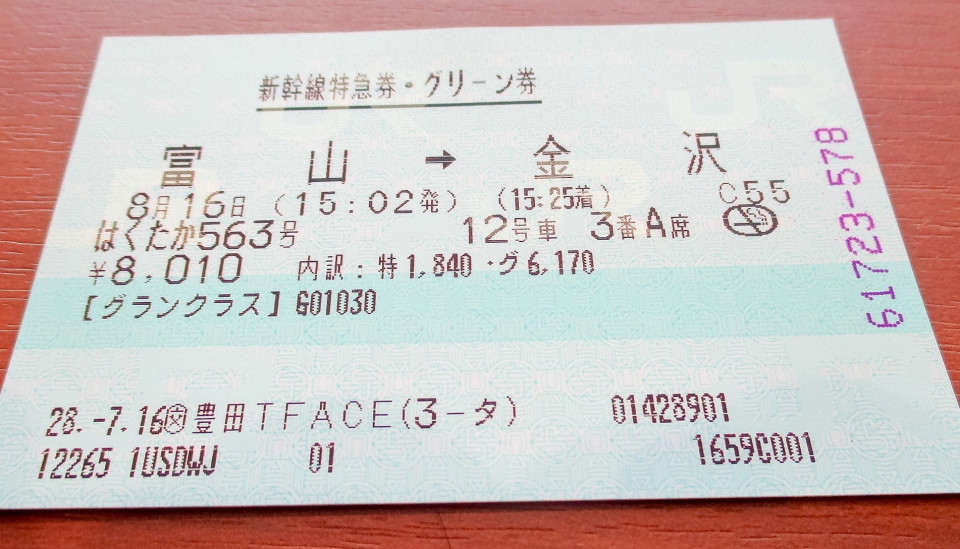 新幹線特急券・グリーン券
富山 → 金沢
8月16日 (15:02発) (15:25着) C55
はくたか563号 12号車 3番A席
¥8,010 内訳:特1,840・グ6,170
[グランクラス] G01030
28.-7.16 豊田TFACE(3-タ) 01428901
12265 1USDWJ 01 1659C001
61723-578